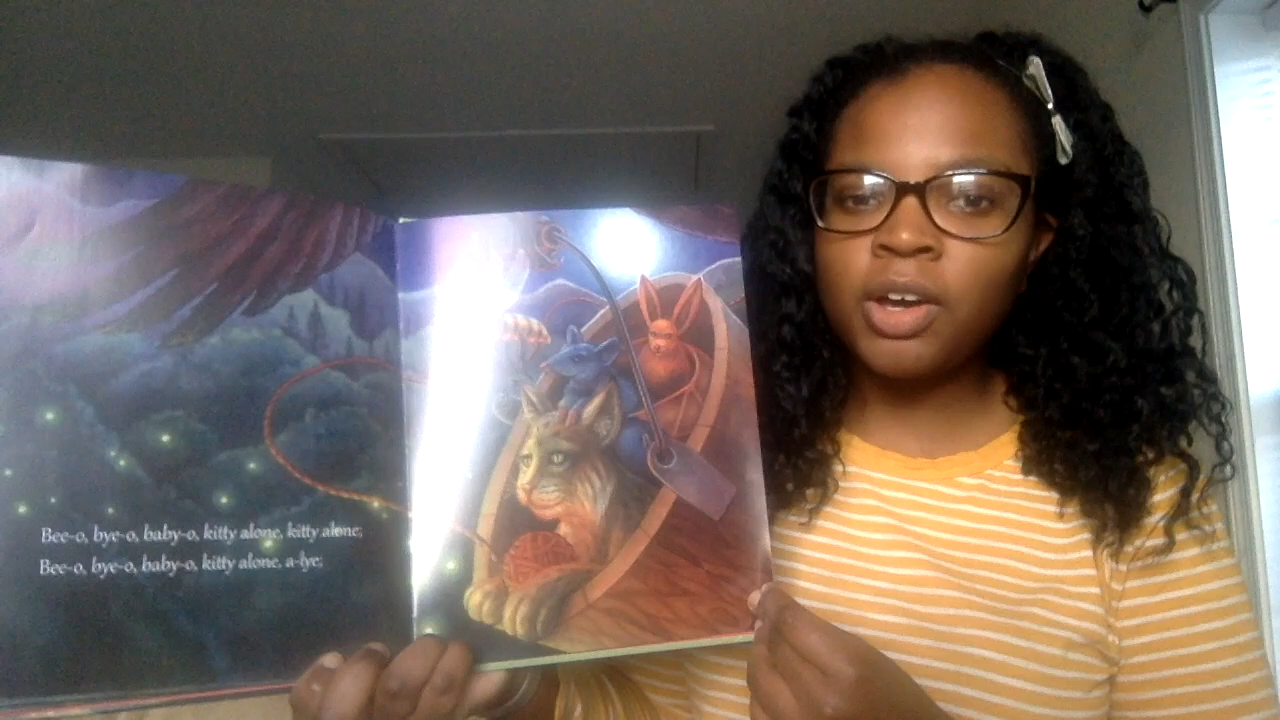 Bee-o, bye-o, baby-o, kitty alone, kitty alone;
Bee-o, bye-o, baby-o, kitty alone, a-lye;